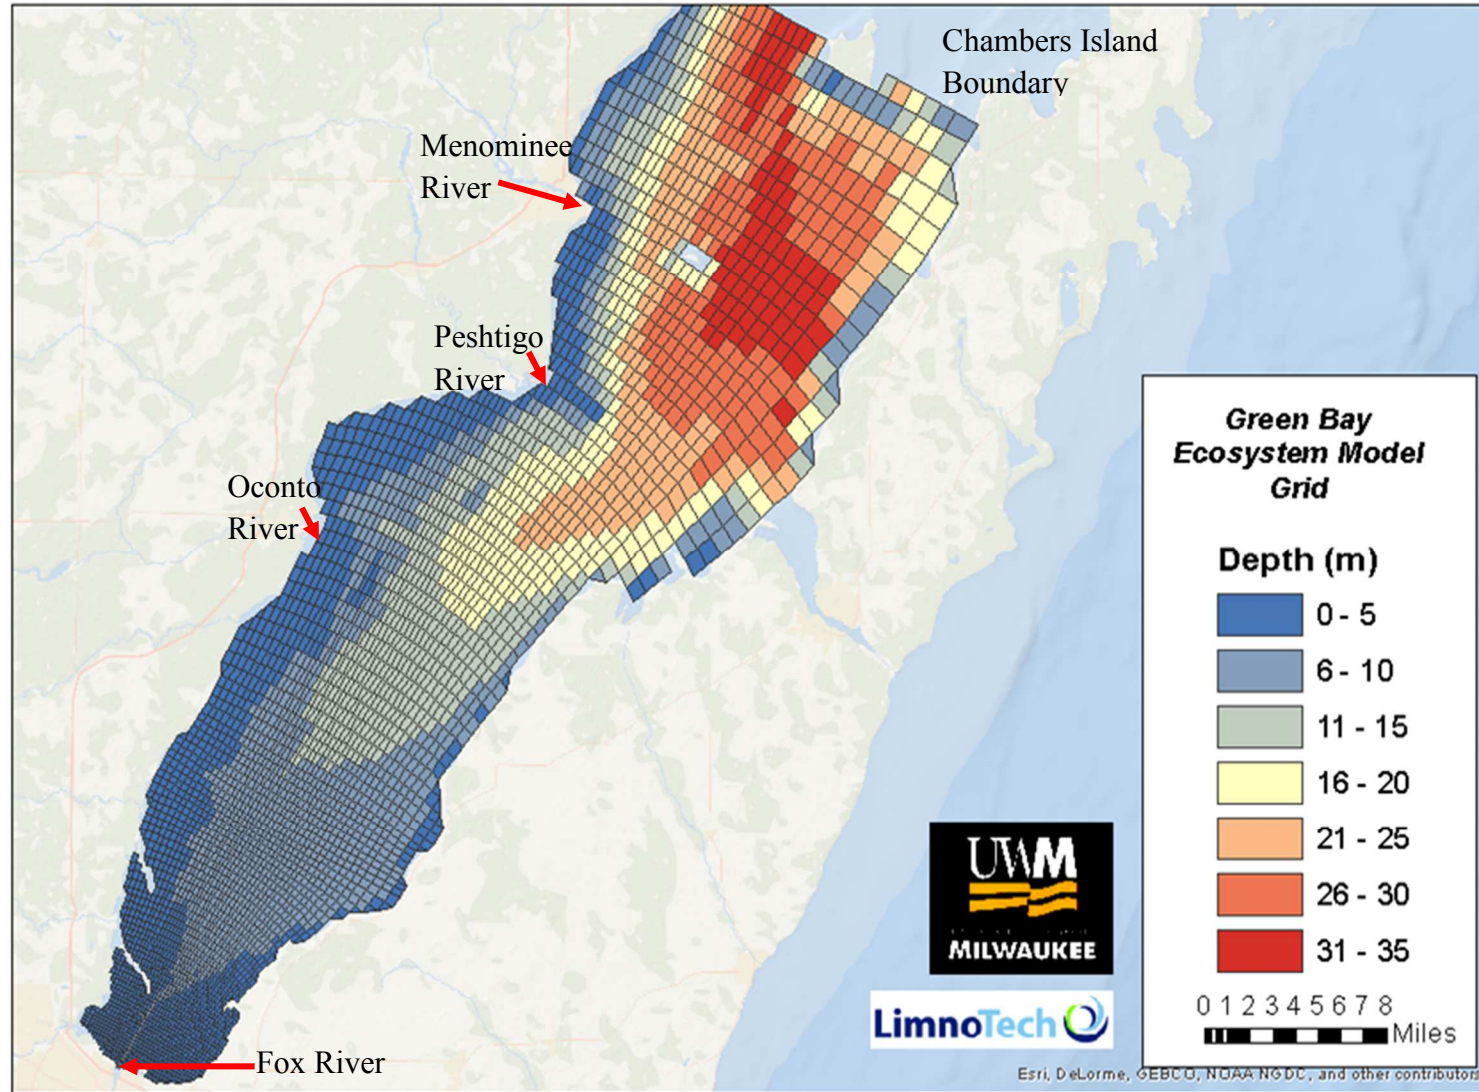 Chambers Island
Boundary
Menominee
River
Peshtigo
River
Oconto
River
Fox River
Green Bay
Ecosystem Model
Grid
Depth (m)
0 - 5
6 - 10
11 - 15
16 - 20
21 - 25
26 - 30
31 - 35
0 1 2 3 4 5 6 7 8
Miles
UWM
MILWAUKEE
LimnoTech
Esri, DeLorme, GEBCO, NOAA NGDC, and other contributors